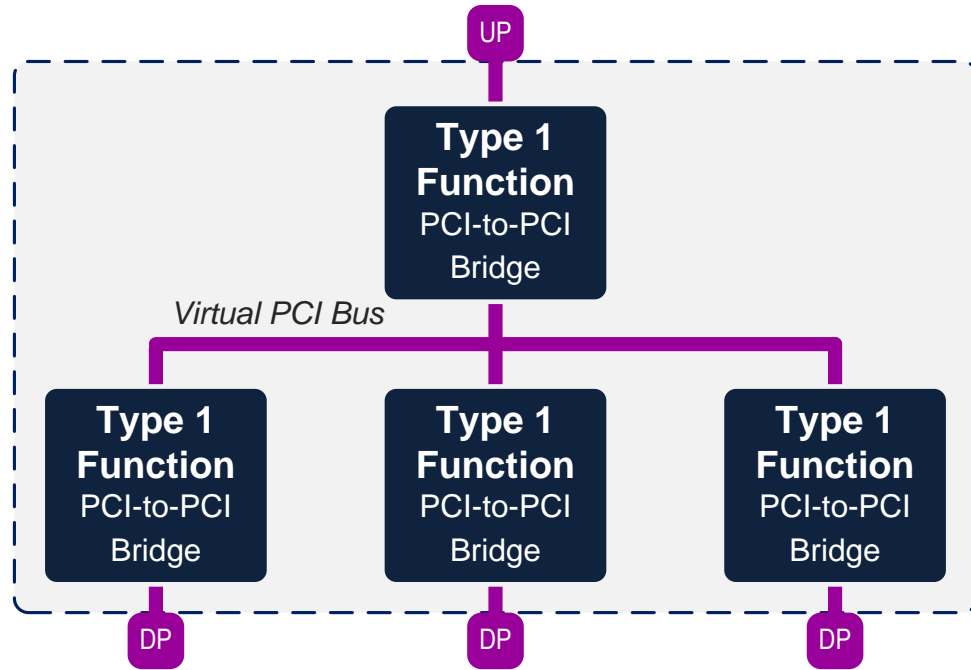 UP
Type 1
Function
PCI-to-PCI
Bridge
Virtual PCI Bus
Type 1
Function
PCI-to-PCI
Bridge
Type 1
Function
PCI-to-PCI
Bridge
Type 1
Function
PCI-to-PCI
Bridge
DP
DP
DP